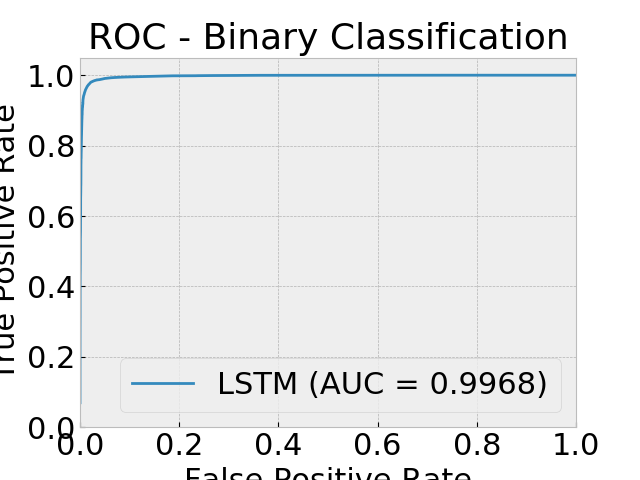 ROC - Binary Classification
True Positive Rate
1.0
0.8
0.6
0.4
0.2
0.0
LSTM (AUC = 0.9968)
0.0 0.2 0.4 0.6 0.8 1.0
False Positive Rate